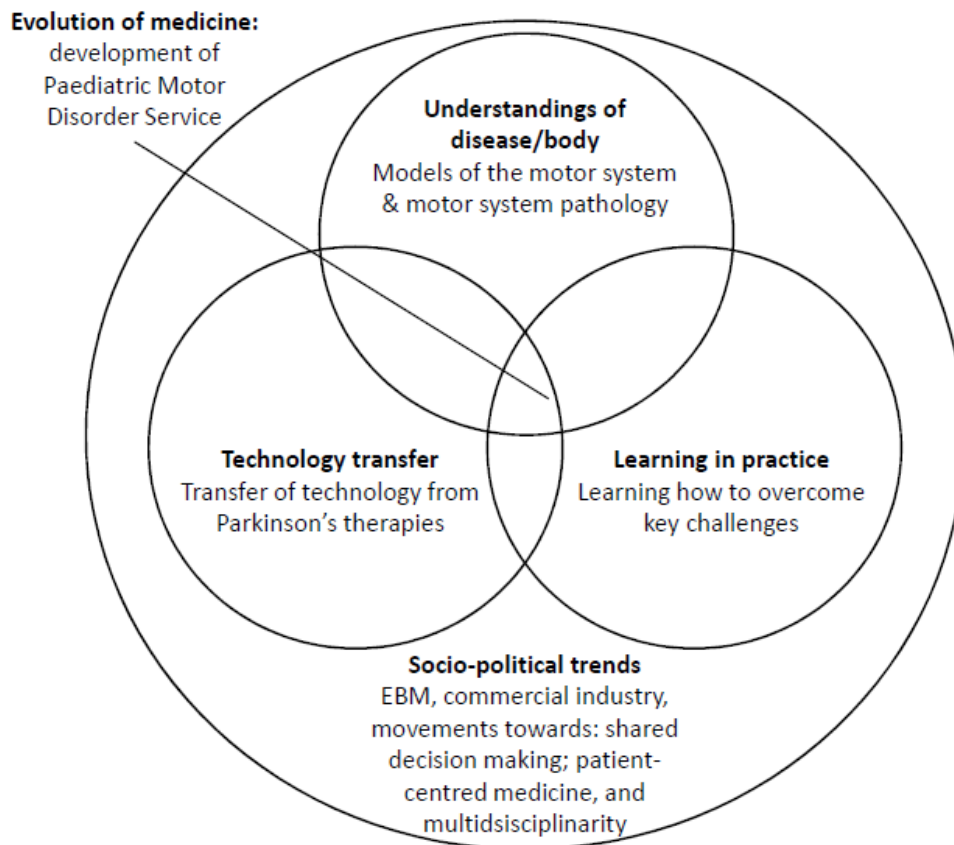 Evolution of medicine:
development of
Paediatric Motor
Disorder Service
Understandings of
disease/body
Models of the motor system
& motor system pathology
Technology transfer
Transfer of technology from
Parkinson's therapies
Learning in practice
Learning how to overcome
key challenges
Socio-political trends
EBM, commercial industry,
movements towards: shared
decision making; patient-
centred medicine, and
multidsisciplinarity